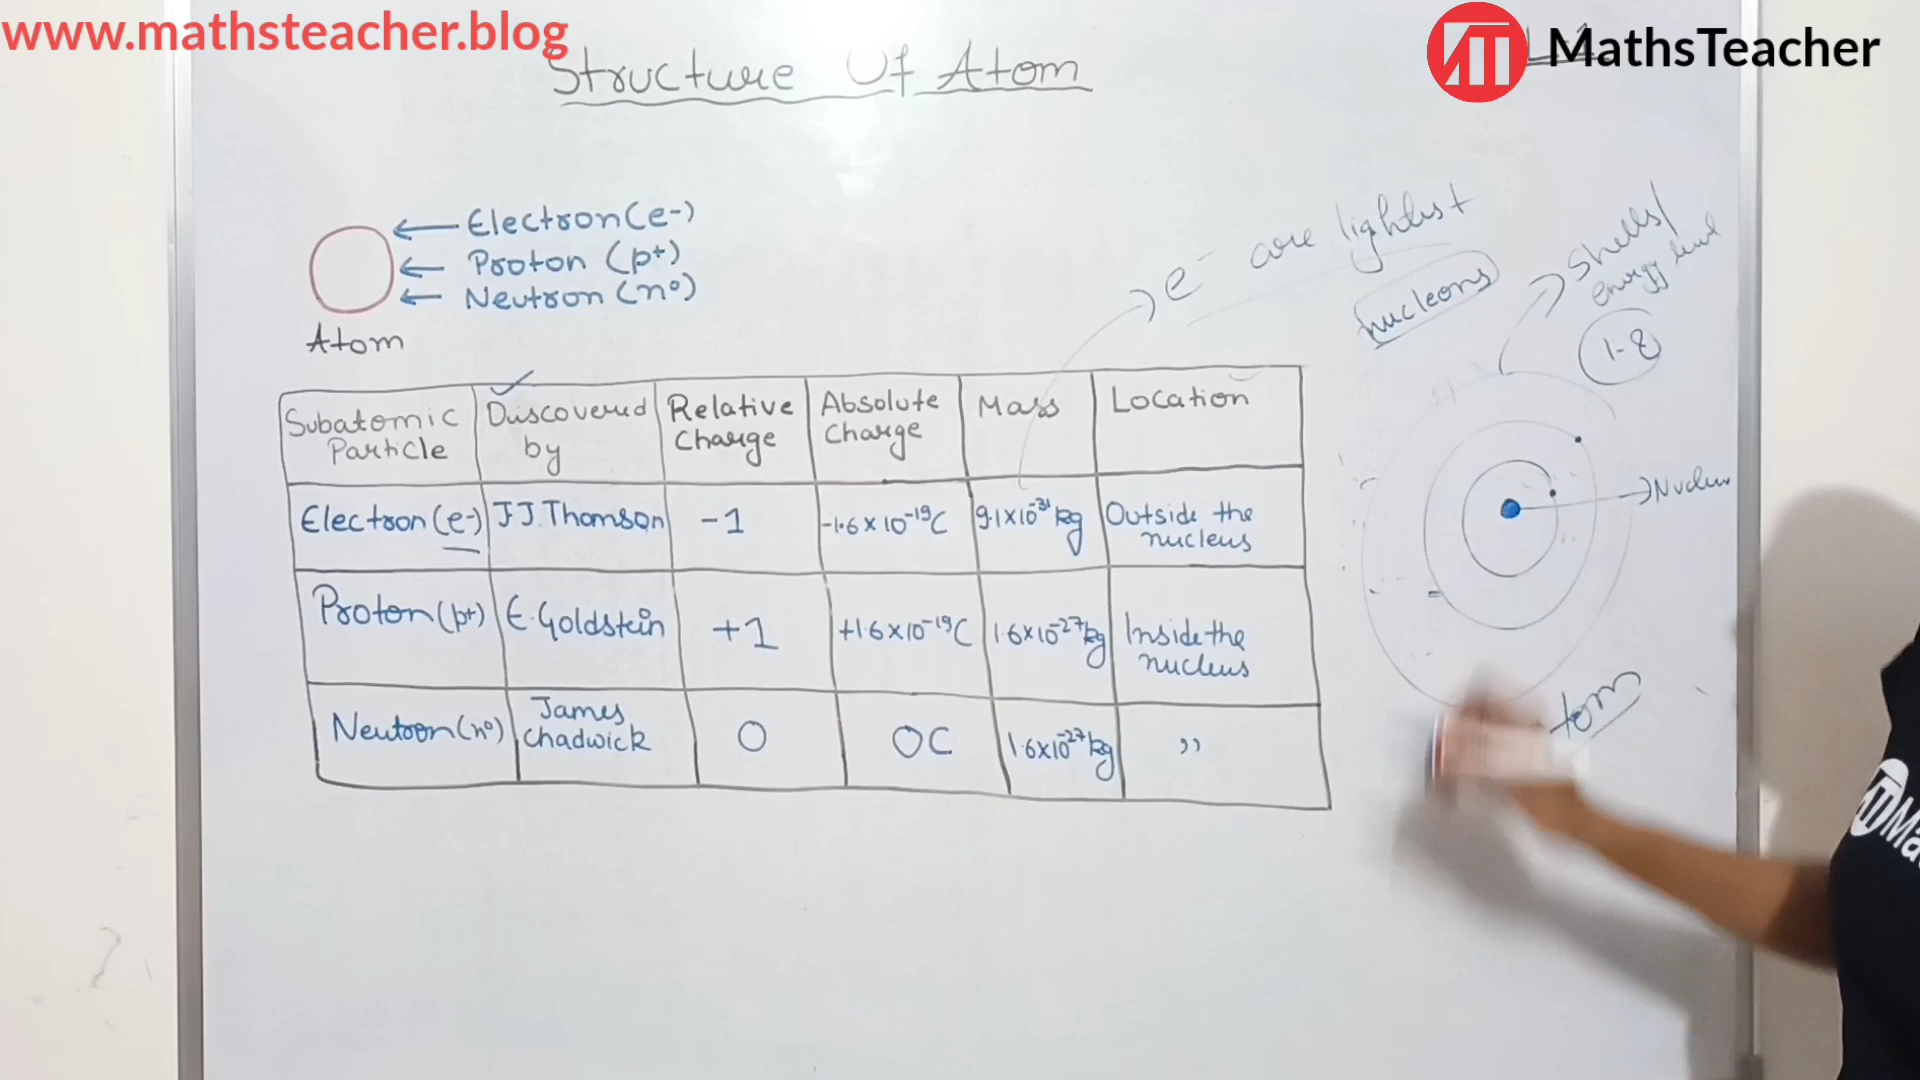 www.mathsteacher.blog
MathsTeacher
Structure Of Atom
Electron (e-)
Proton (p+)
Neutron (n⁰)
Atom
e⁻ are lightest
nucleons
Shells/
energy level
1-8
Subatomic Particle
Discovered by
Relative Charge
Absolute Charge
Mass
Location
Electron (e-)
J.J. Thomson
-1
-1.6×10⁻¹⁹C
9.1×10⁻³¹kg
Outside the nucleus
Proton (p+)
E. Goldstein
+1
+1.6×10⁻¹⁹C
1.6×10⁻²⁷kg
Inside the nucleus
Neutron (n⁰)
James Chadwick
0
0C
1.6×10⁻²⁷kg
”
tom